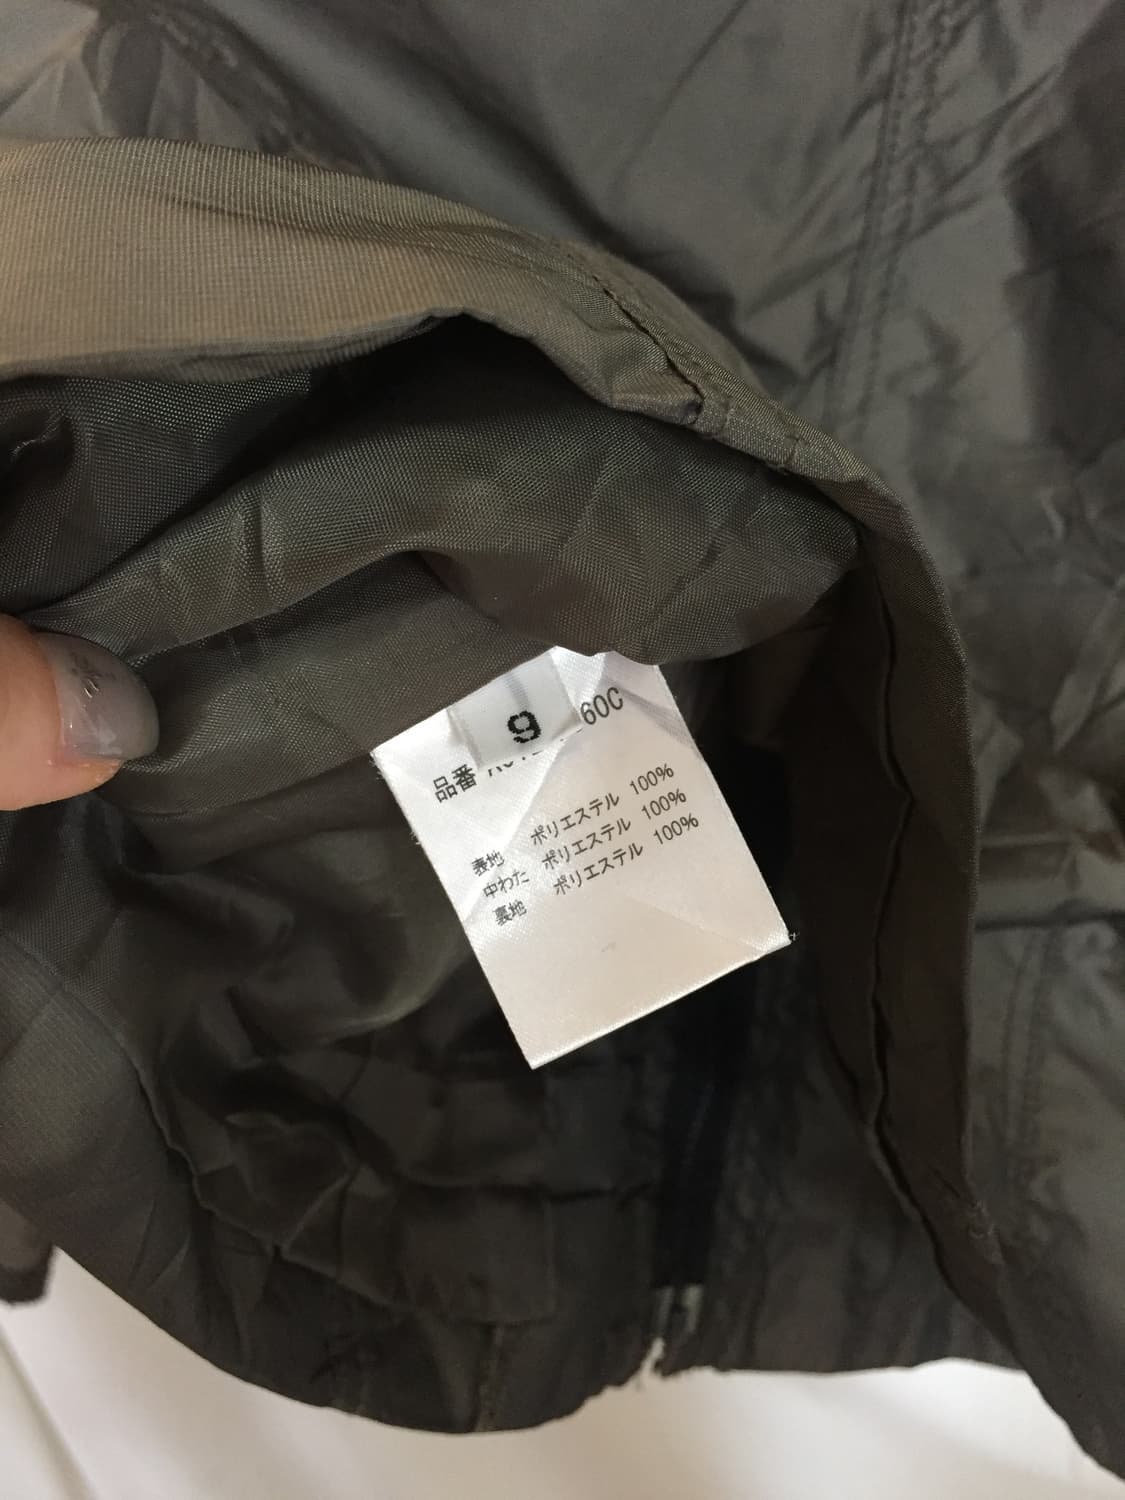 9
品番 60C
表地 ポリエステル 100%
中わた ポリエステル 100%
裏地 ポリエステル 100%